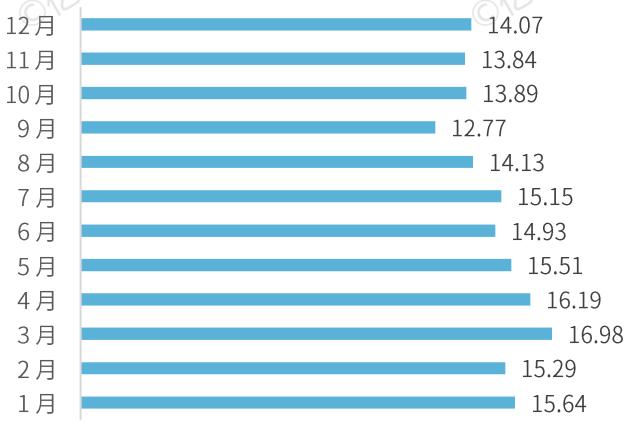 12月 14.07
11月 13.84
10月 13.89
9月 12.77
8月 14.13
7月 15.15
6月 14.93
5月 15.51
4月 16.19
3月 16.98
2月 15.29
1月 15.64